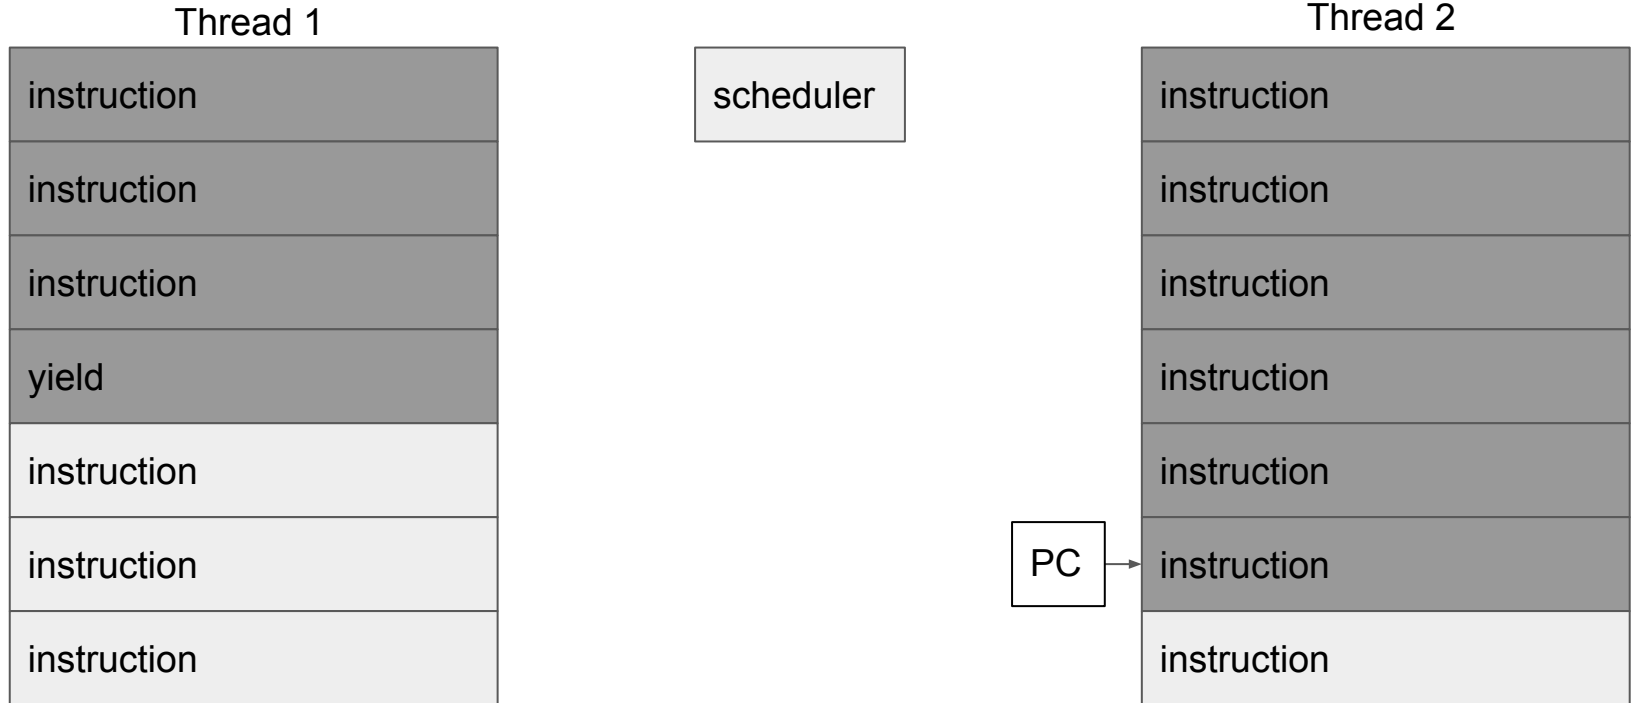 Thread 1
instruction
instruction
instruction
yield
instruction
instruction
instruction
scheduler
PC
Thread 2
instruction
instruction
instruction
instruction
instruction
instruction
instruction